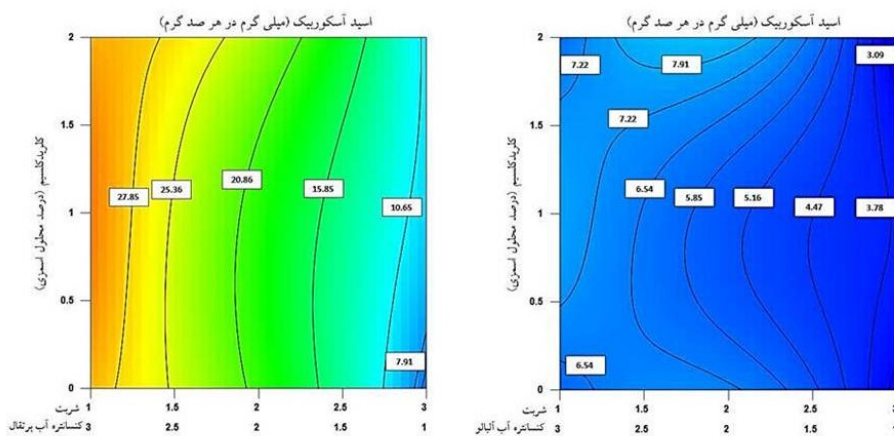 اسید آسکوربیک (میلی گرم در هر صد گرم)
کلریدکلسیم (درصد محلول اسمزی)
2
1.5
1
0.5
0
27.85
25.36
20.86
15.85
10.65
7.91
1 1.5 2 2.5 3
شربت
3 2.5 2 1.5 1
کنسانتره آب پرتقال
اسید آسکوربیک (میلی گرم در هر صد گرم)
کلریدکلسیم (درصد محلول اسمزی)
2
1.5
1
0.5
0
7.22
7.91
3.09
7.22
6.54
5.85
5.16
4.47
3.78
6.54
1 1.5 2 2.5 3
شربت
3 2.5 2 1.5
کنسانتره آب آلبالو